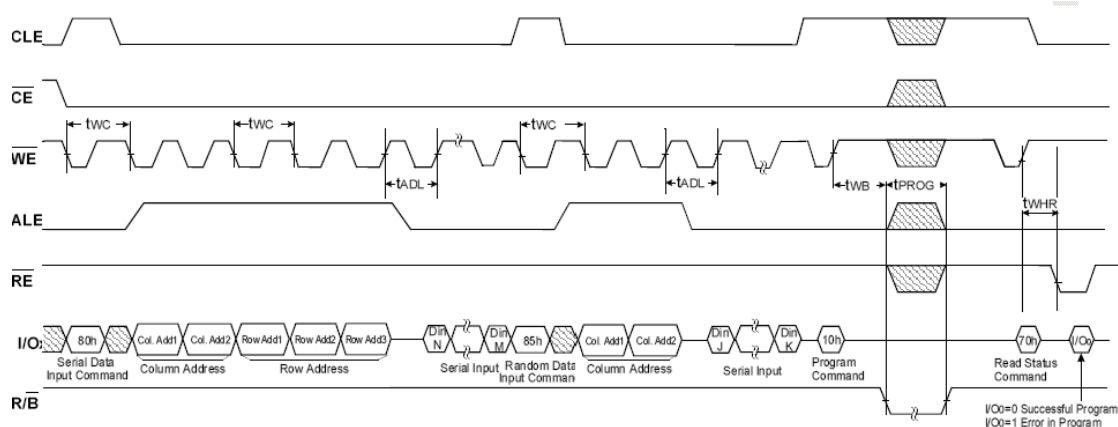 CLE
CE
tWC tWC tWC
WE
tADL tADL tWB tPROG
ALE
tWHR
RE
I/Ox 80h Col. Add1 Col. Add2 Row Add1 Row Add2 Row Add3 Din N Din M 85h Col. Add1 Col. Add2 Din J Din K 10h 70h I/O0
Serial Data Input Command Column Address Row Address Serial Input Random Data Input Comman Column Address Serial Input Program Command Read Status Command
R/B
I/O0=0 Successful Program
I/O0=1 Error in Program